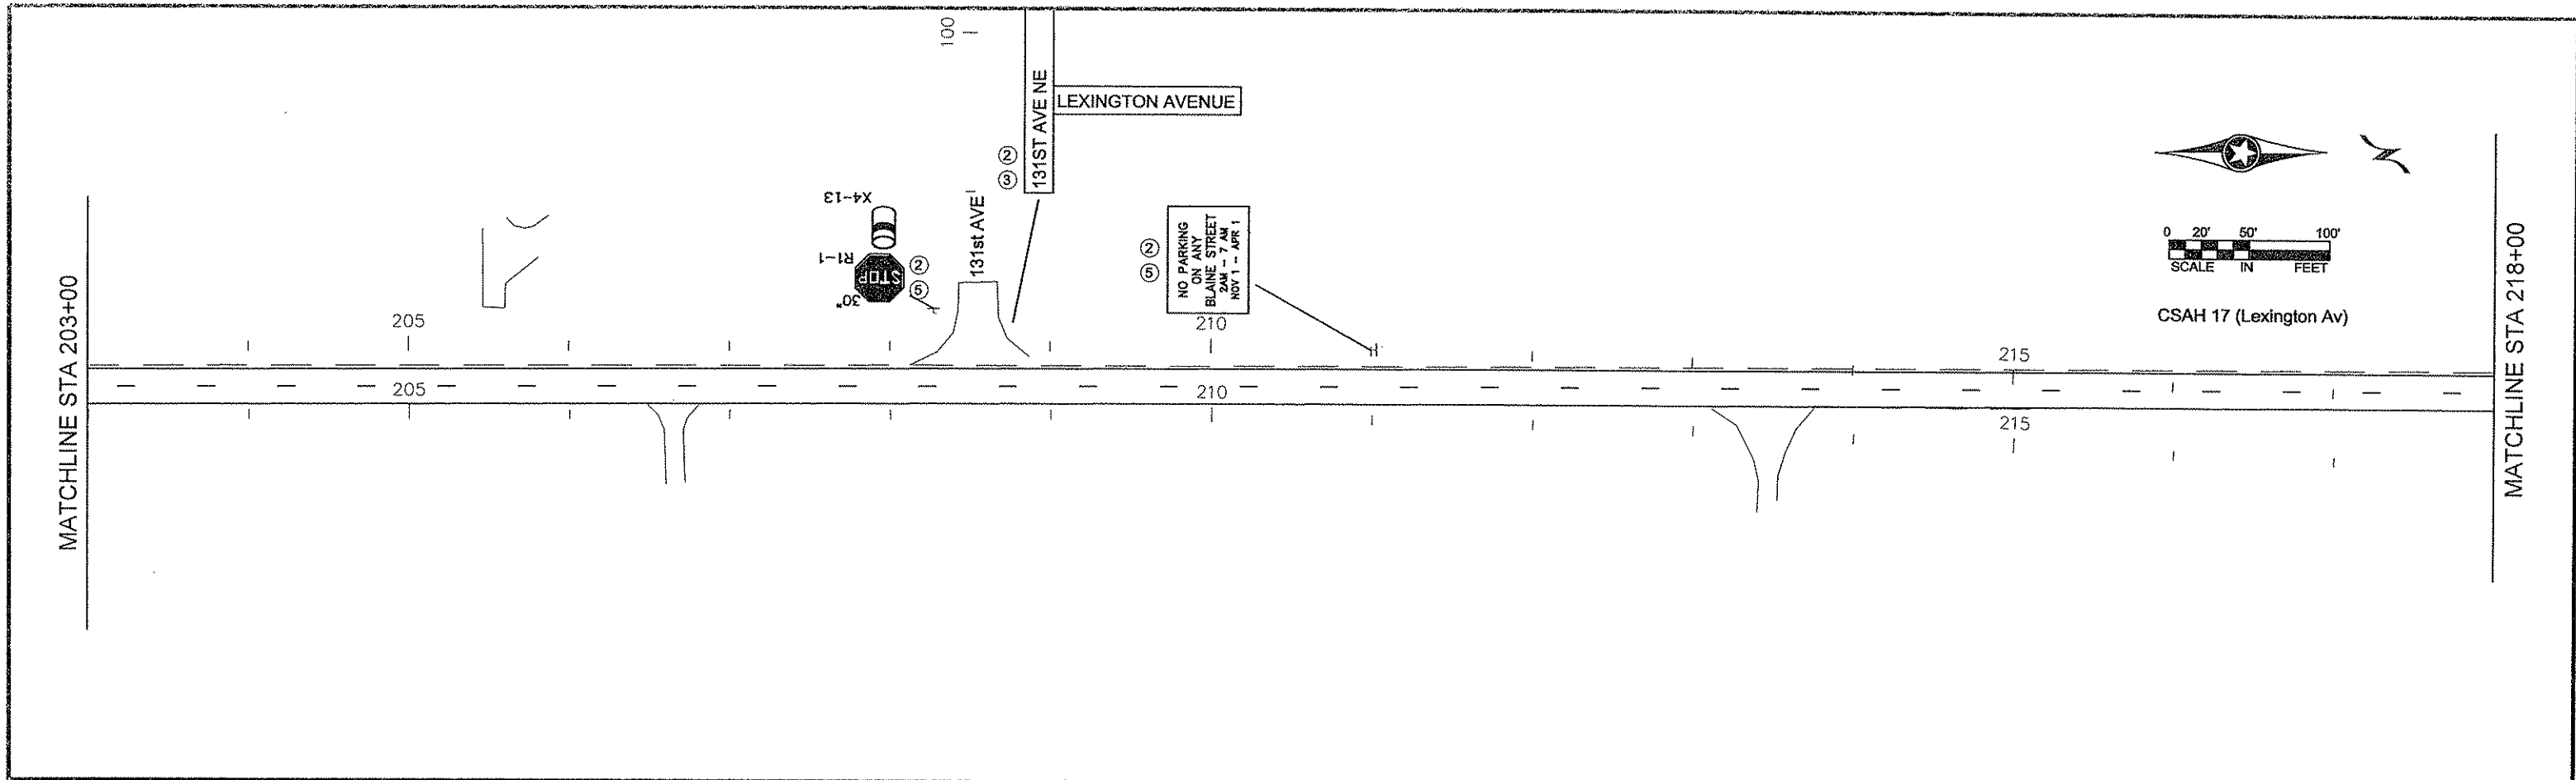 100
131ST AVE NE
LEXINGTON AVENUE
2
3
X4-13
R1-1
STOP
30"
2
5
131st AVE
2
5
NO PARKING
ON ANY
BLAINE STREET
2AM - 7 AM
NOV 1 - APR 1
N
0 20' 50' 100'
SCALE IN FEET
CSAH 17 (Lexington Av)
MATCHLINE STA 203+00
205
210
215
205
210
215
MATCHLINE STA 218+00